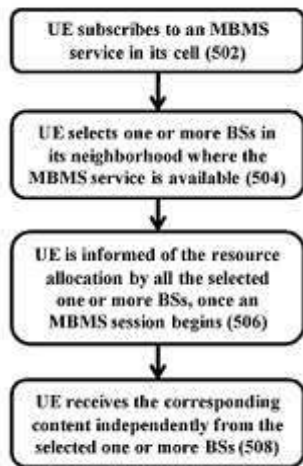 UE subscribes to an MBMS
service in its cell (502)
UE selects one or more BSs in
its neighborhood where the
MBMS service is available (504)
UE is informed of the resource
allocation by all the selected
one or more BSs, once an
MBMS session begins (506)
UE receives the corresponding
content independently from the
selected one or more BSs (508)